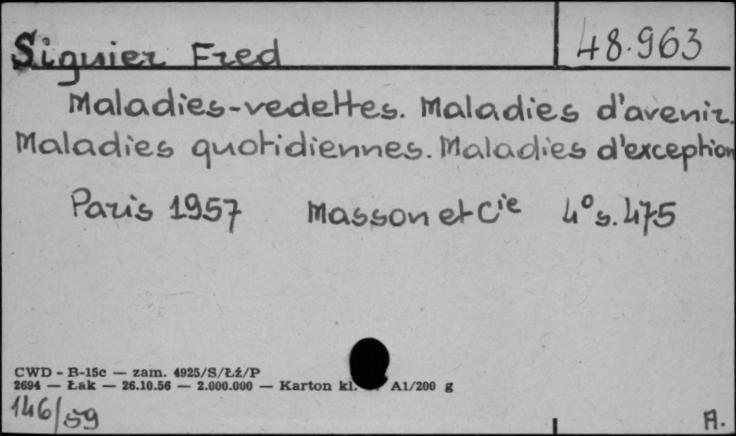 Siguier Fred 48.963
Maladies-vedettes. Maladies d'avenir.
Maladies quotidiennes. Maladies d'exception
Paris 1957 Masson et Cie 4º s. 475
CWD - B-15c — zam. 4925/S/Łź/P
2694 — Łak — 26.10.56 — 2.000.000 — Karton kl. A1/200 g
146/59 A.